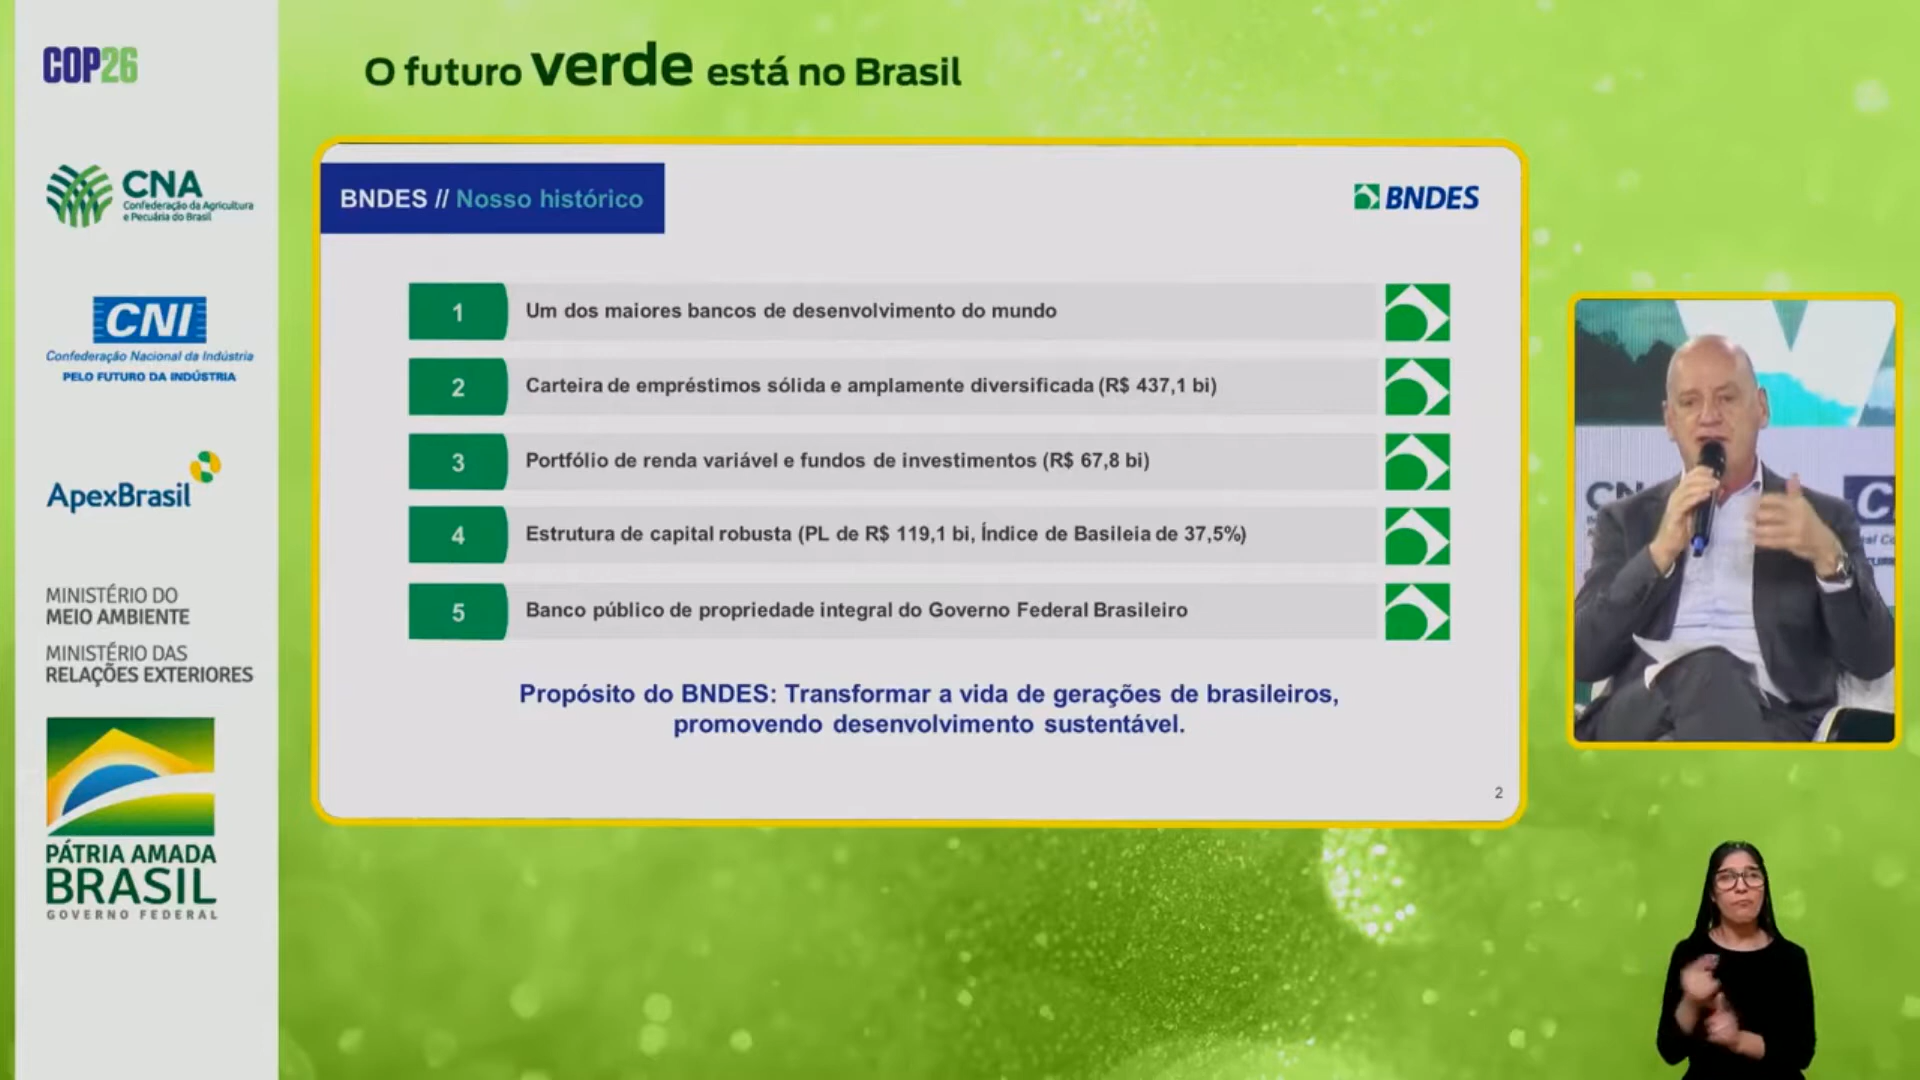 COP26
CNA
Confederação da Agricultura
e Pecuária do Brasil
CNI
Confederação Nacional da Indústria
PELO FUTURO DA INDÚSTRIA
ApexBrasil
MINISTÉRIO DO
MEIO AMBIENTE
MINISTÉRIO DAS
RELAÇÕES EXTERIORES
PÁTRIA AMADA
BRASIL
GOVERNO FEDERAL
O futuro verde está no Brasil
BNDES // Nosso histórico
BNDES
1 Um dos maiores bancos de desenvolvimento do mundo
2 Carteira de empréstimos sólida e amplamente diversificada (R$ 437,1 bi)
3 Portfólio de renda variável e fundos de investimentos (R$ 67,8 bi)
4 Estrutura de capital robusta (PL de R$ 119,1 bi, Índice de Basileia de 37,5%)
5 Banco público de propriedade integral do Governo Federal Brasileiro
Propósito do BNDES: Transformar a vida de gerações de brasileiros,
promovendo desenvolvimento sustentável.
2